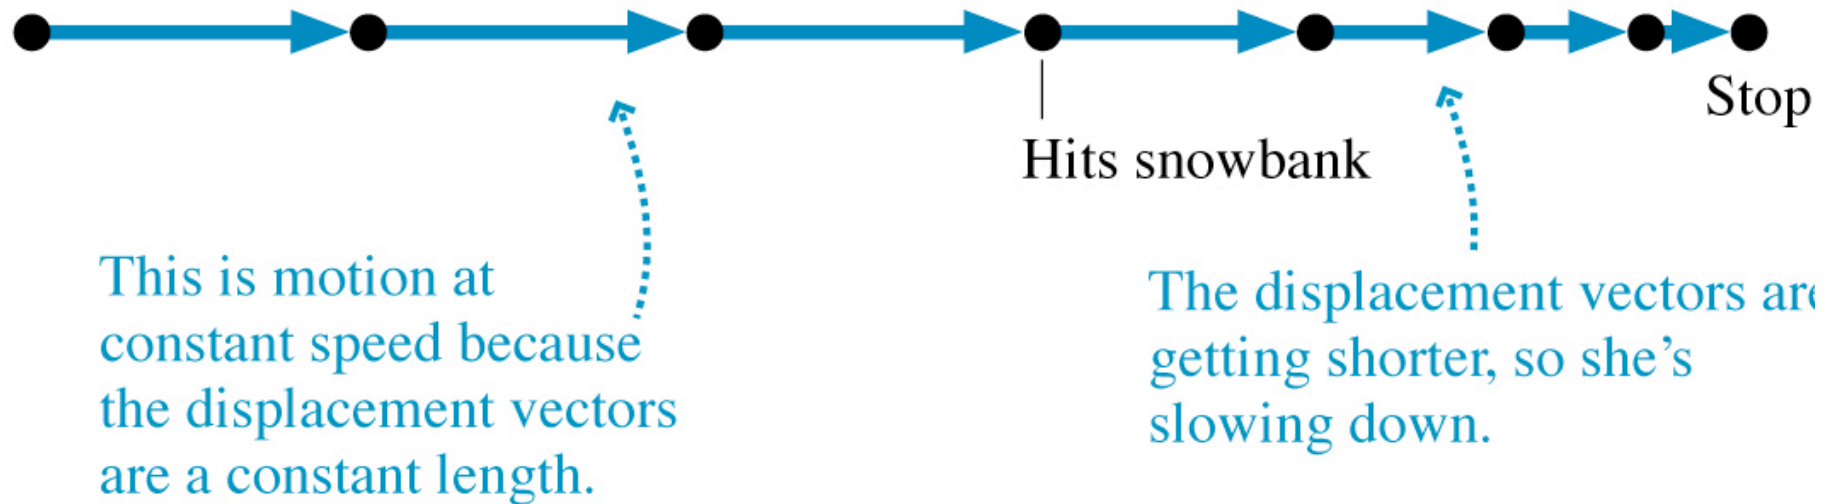 Stop
Hits snowbank
This is motion at
constant speed because
the displacement vectors
are a constant length.
The displacement vectors are
getting shorter, so she’s
slowing down.